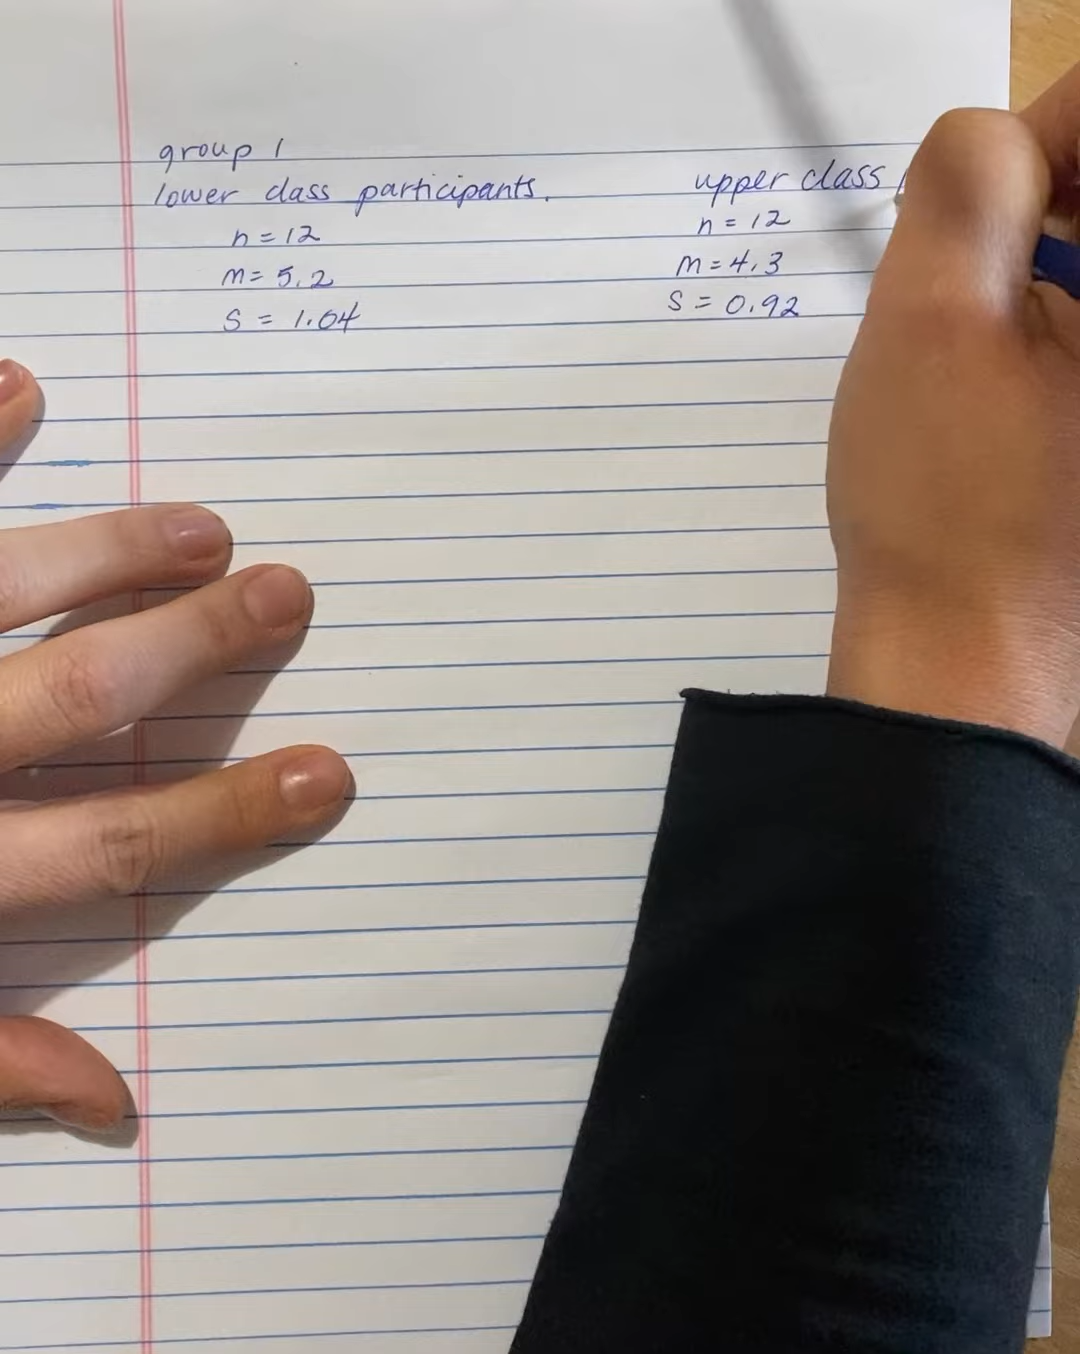 group 1
lower class participants.
n = 12
m = 5.2
s = 1.04
upper class
n = 12
m = 4.3
s = 0.92